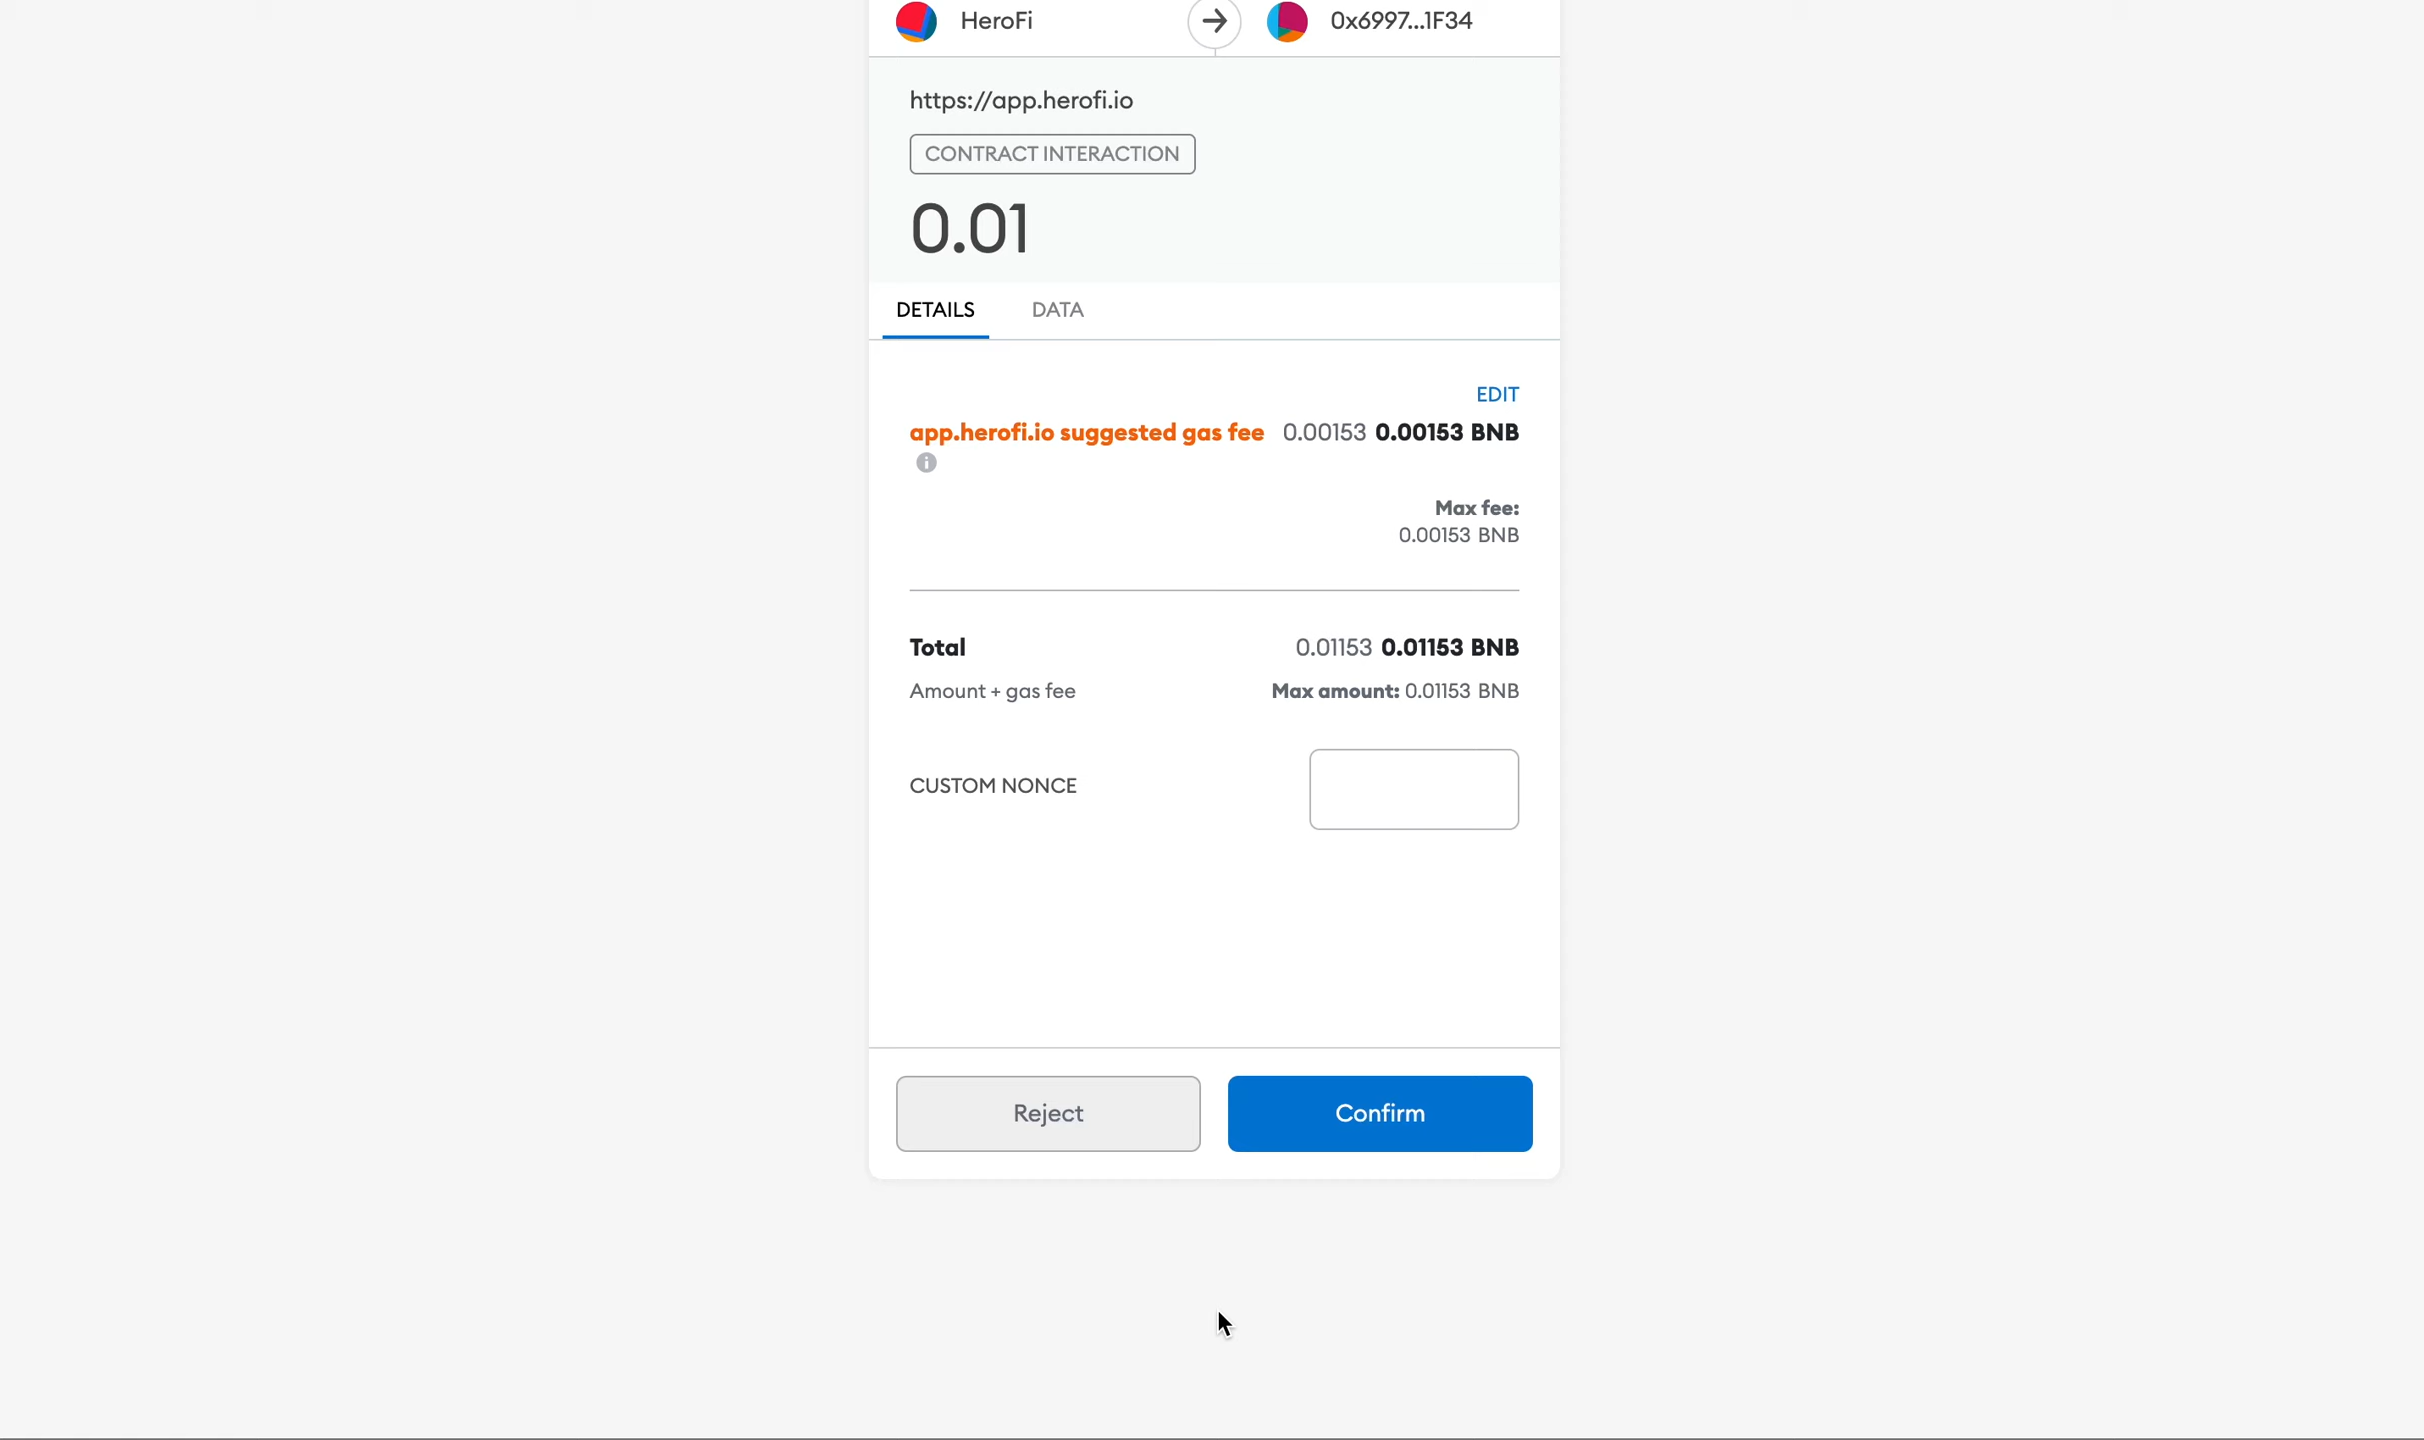 HeroFi 0x6997...1F34
https://app.herofi.io
CONTRACT INTERACTION
0.01
DETAILS DATA
EDIT
app.herofi.io suggested gas fee 0.00153 0.00153 BNB
Max fee:
0.00153 BNB
Total 0.01153 0.01153 BNB
Amount + gas fee Max amount: 0.01153 BNB
CUSTOM NONCE
Reject Confirm